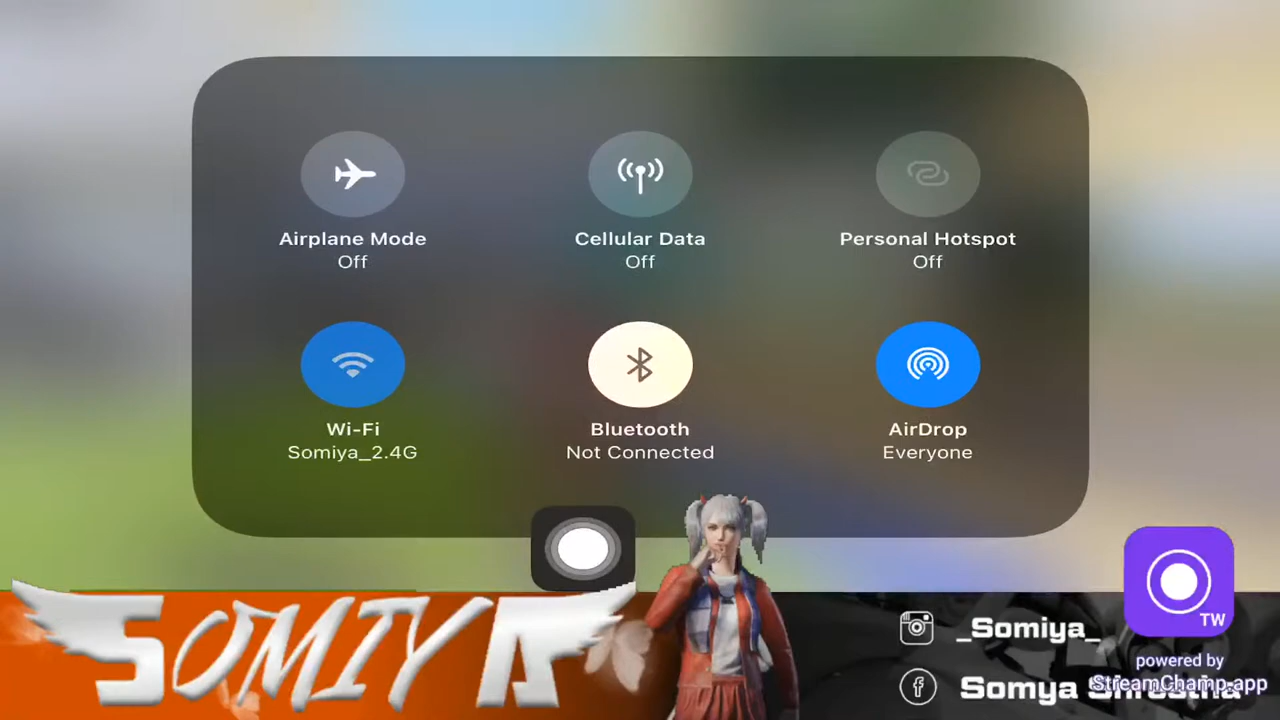 Airplane Mode
Off
Cellular Data
Off
Personal Hotspot
Off
Wi-Fi
Somiya_2.4G
Bluetooth
Not Connected
AirDrop
Everyone
SOMIYA
_Somiya_
Somya
TW
powered by
StreamChamp.app